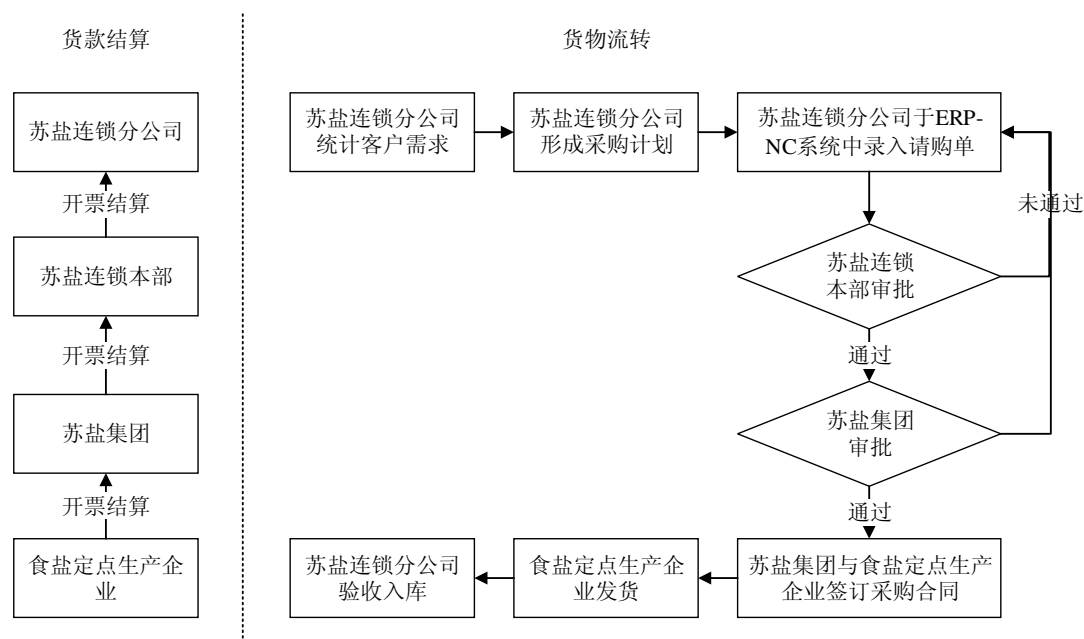 货款结算
苏盐连锁分公司
开票结算
苏盐连锁本部
开票结算
苏盐集团
开票结算
食盐定点生产企
业
货物流转
苏盐连锁分公司
统计客户需求
苏盐连锁分公司
形成采购计划
苏盐连锁分公司于ERP-
NC系统中录入请购单
未通过
苏盐连锁
本部审批
通过
苏盐集团
审批
通过
苏盐集团与食盐定点生产
企业签订采购合同
食盐定点生产企
业发货
苏盐连锁分公司
验收入库